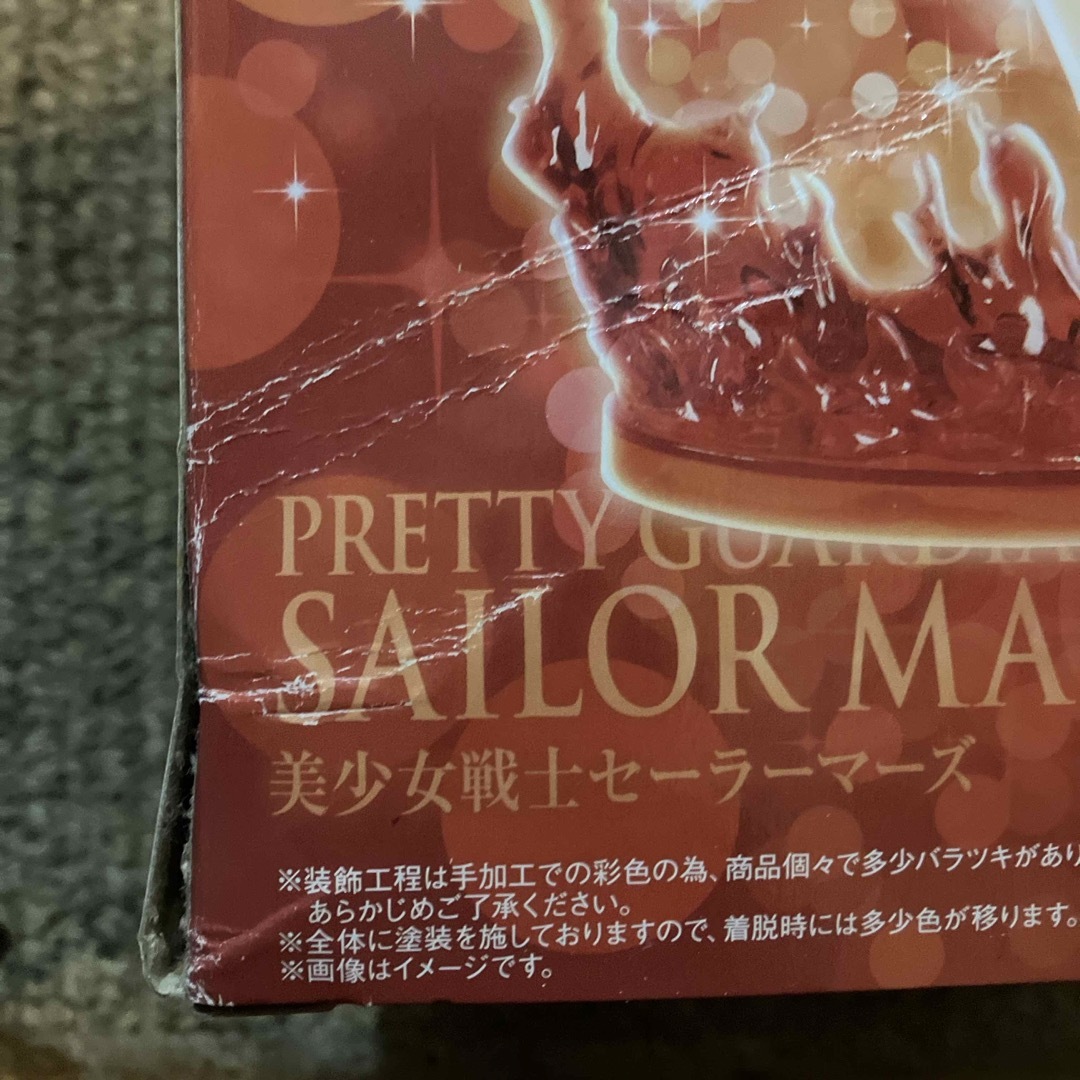 PRETTY GUARDIA
SAILOR MA
美少女戦士セーラーマーズ
※装飾工程は手加工での彩色の為、商品個々で多少バラツキがあり
あらかじめご了承ください。
※全体に塗装を施しておりますので、着脱時には多少色が移ります。
※画像はイメージです。